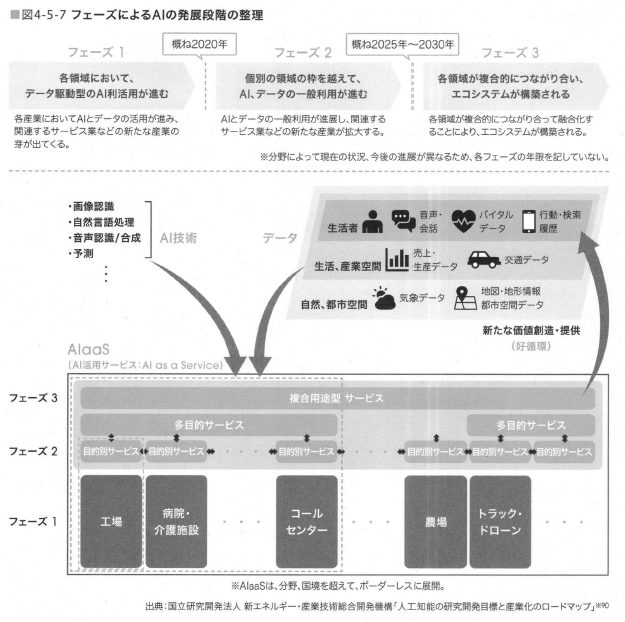 ■図4-5-7 フェーズによるAIの発展段階の整理
フェーズ 1
概ね2020年
フェーズ 2
概ね2025年～2030年
フェーズ 3
各領域において、
データ駆動型のAI利活用が進む
個別の領域の枠を越えて、
AI、データの一般利用が進む
各領域が複合的につながり合い、
エコシステムが構築される
各産業においてAIとデータの活用が進み、
関連するサービス業などの新たな産業の
芽が出てくる。
AIとデータの一般利用が進展し、関連する
サービス業などの新たな産業が拡大する。
各領域が複合的につながり合って融合化す
ることにより、エコシステムが構築される。
※分野によって現在の状況、今後の進展が異なるため、各フェーズの年限を記していない。
・画像認識
・自然言語処理
・音声認識/合成
・予測
AI技術
データ
生活者
音声・
会話
バイタル
データ
行動・検索
履歴
生活、産業空間
売上・
生産データ
交通データ
自然、都市空間
気象データ
地図・地形情報
都市空間データ
新たな価値創造・提供
(好循環)
AIaaS
(AI活用サービス:AI as a Service)
フェーズ 3
複合用途型 サービス
多目的サービス
多目的サービス
フェーズ 2
目的別サービス
目的別サービス
目的別サービス
目的別サービス
目的別サービス
目的別サービス
フェーズ 1
工場
病院・
介護施設
コール
センター
農場
トラック・
ドローン
※AIaaSは、分野、国境を超えて、ボーダーレスに展開。
出典:国立研究開発法人 新エネルギー・産業技術総合開発機構「人工知能の研究開発目標と産業化のロードマップ」※90